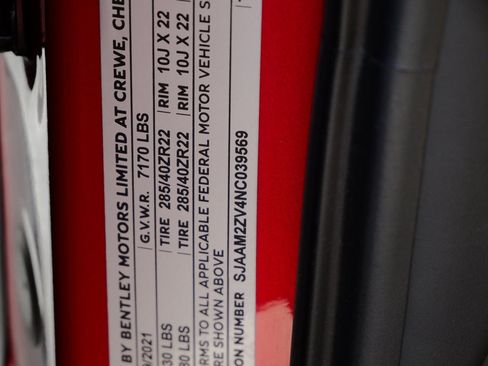 BY BENTLEY MOTORS LIMITED AT CREWE, CHE
/2021 G.V.W.R. 7170 LBS
30 LBS TIRE 285/40ZR22 RIM 10J X 22
30 LBS TIRE 285/40ZR22 RIM 10J X 22
RMS TO ALL APPLICABLE FEDERAL MOTOR VEHICLE S
RE SHOWN ABOVE
ON NUMBER SJAAM2ZV4NC039569